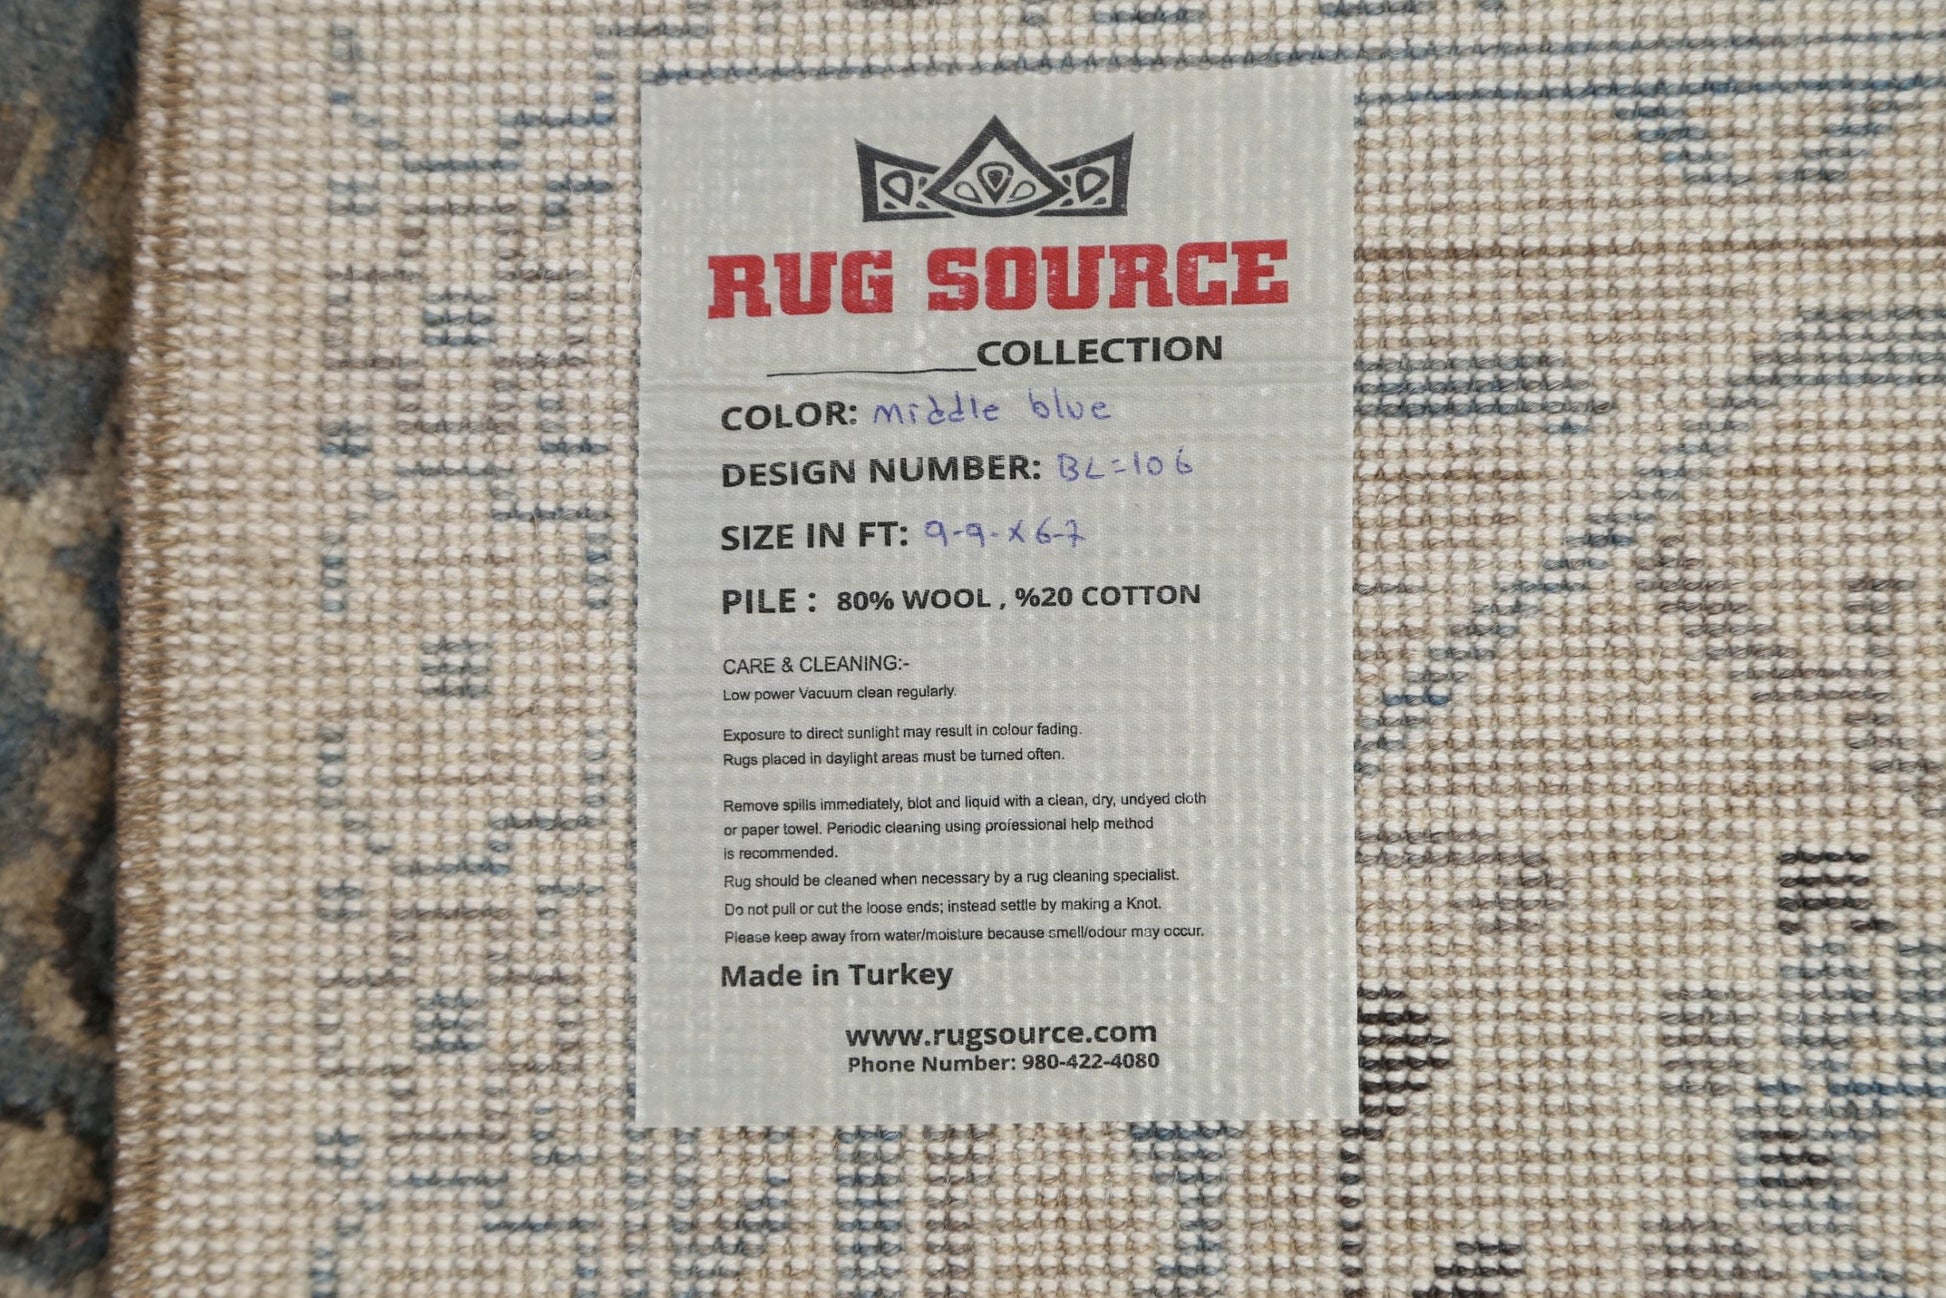 RUG SOURCE
__________COLLECTION
COLOR: middle blue
DESIGN NUMBER: BL=106
SIZE IN FT: 9-9-x6-7
PILE : 80% WOOL , %20 COTTON
CARE & CLEANING:-
Low power Vacuum clean regularly.
Exposure to direct sunlight may result in colour fading.
Rugs placed in daylight areas must be turned often.
Remove spills immediately, blot and liquid with a clean, dry, undyed cloth
or paper towel. Periodic cleaning using professional help method
is recommended.
Rug should be cleaned when necessary by a rug cleaning specialist.
Do not pull or cut the loose ends; instead settle by making a Knot.
Please keep away from water/moisture because smell/odour may occur.
Made in Turkey
www.rugsource.com
Phone Number: 980-422-4080